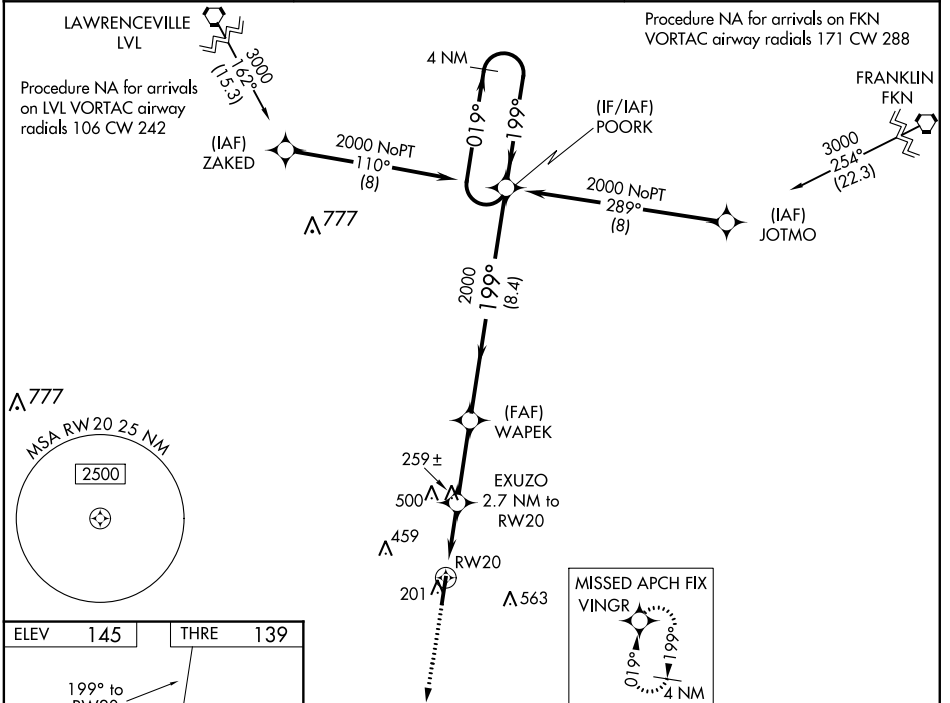 LAWRENCEVILLE
LVL
3000
162°
(15.3)
Procedure NA for arrivals
on LVL VORTAC airway
radials 106 CW 242
Procedure NA for arrivals on FKN
VORTAC airway radials 171 CW 288
FRANKLIN
FKN
3000
254°
(22.3)
4 NM
019°
199°
(IF/IAF)
POORK
(IAF)
ZAKED
2000 NoPT
110°
(8)
2000 NoPT
289°
(8)
(IAF)
JOTMO
777
2000
199°
(8.4)
777
MSA RW20 25 NM
2500
(FAF)
WAPEK
259 ±
500
EXUZO
2.7 NM to
RW20
459
RW20
201
563
MISSED APCH FIX
VINGR
019°
199°
4 NM
ELEV 145
THRE 139
199° to